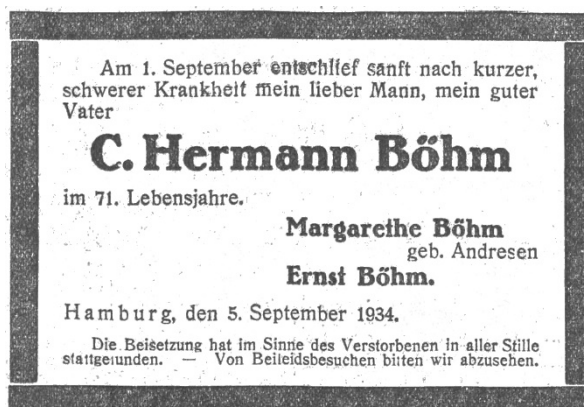 Am 1. September entschlief sanft nach kurzer,
schwerer Krankheit mein lieber Mann, mein guter
Vater
C. Hermann Böhm
im 71. Lebensjahre.
Margarethe Böhm
geb. Andresen
Ernst Böhm.
Hamburg, den 5. September 1934.
Die Beisetzung hat im Sinne des Verstorbenen in aller Stille
stattgefunden. — Von Beileidsbesuchen bitten wir abzusehen.